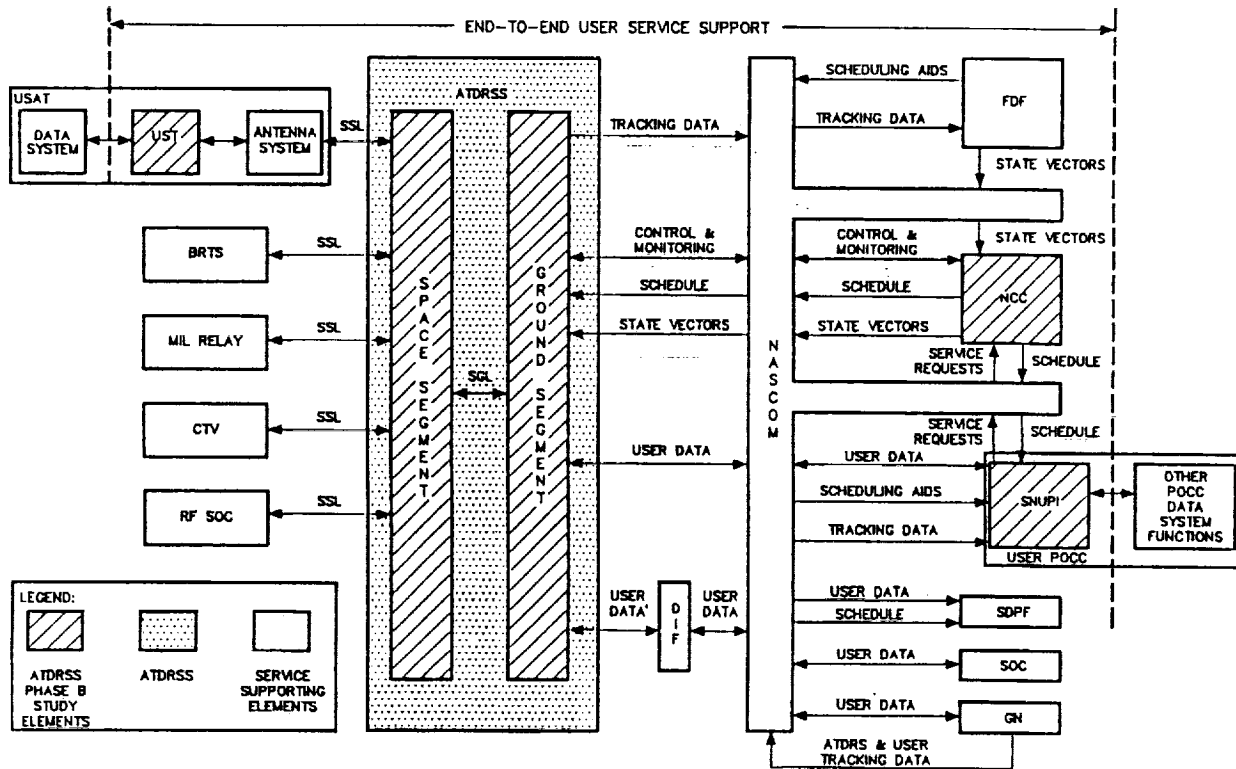 END-TO-END USER SERVICE SUPPORT
USAT
DATA
SYSTEM
UST
ANTENNA
SYSTEM
SSL
BRTS
SSL
MIL RELAY
SSL
CTV
SSL
RF SOC
SSL
ATDRSS
SPACE SEGMENT
SGL
GROUND SEGMENT
TRACKING DATA
CONTROL &
MONITORING
SCHEDULE
STATE VECTORS
USER DATA
USER
DATA'
DIF
USER
DATA
NASCOM
SCHEDULING AIDS
TRACKING DATA
FDF
STATE VECTORS
STATE VECTORS
CONTROL &
MONITORING
SCHEDULE
STATE VECTORS
NCC
SERVICE
REQUESTS
SCHEDULE
SERVICE
REQUESTS
SCHEDULE
USER DATA
SCHEDULING AIDS
TRACKING DATA
SNUPI
USER POCC
OTHER
POCC
DATA
SYSTEM
FUNCTIONS
USER DATA
SCHEDULE
SDPF
USER DATA
SOC
USER DATA
GN
ATDRS & USER
TRACKING DATA
LEGEND:
ATDRSS
PHASE B
STUDY
ELEMENTS
ATDRSS
SERVICE
SUPPORTING
ELEMENTS